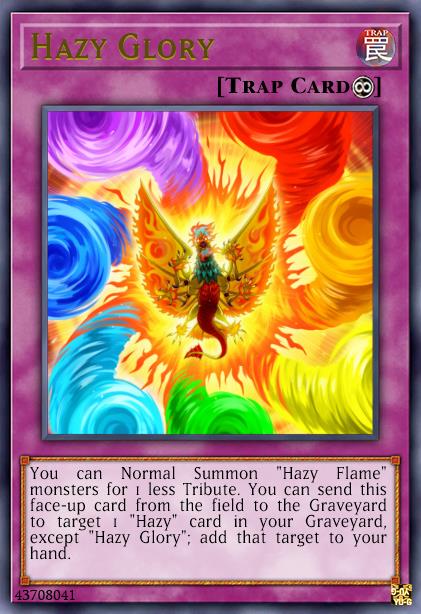 Hazy Glory
TRAP
罠
[Trap Card]
You can Normal Summon "Hazy Flame"
monsters for 1 less Tribute. You can send this
face-up card from the field to the Graveyard
to target 1 "Hazy" card in your Graveyard,
except "Hazy Glory"; add that target to your
hand.
43708041